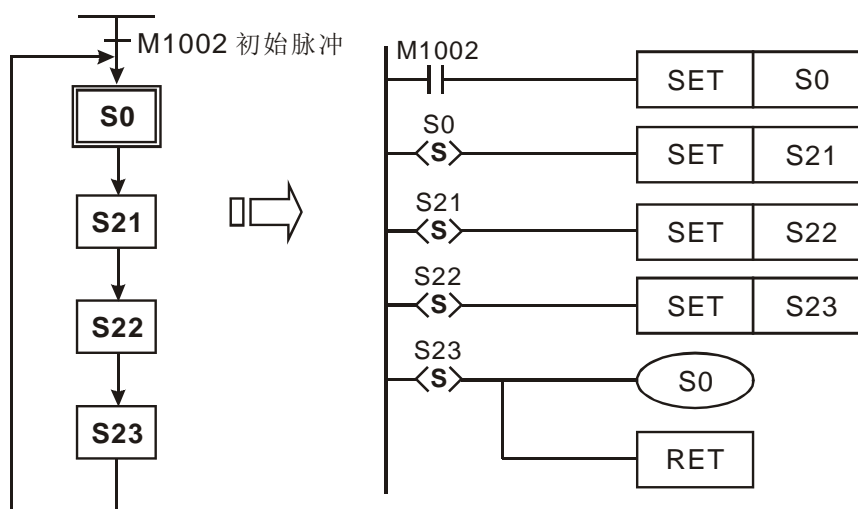 M1002 初始脉冲
S0
S21
S22
S23
M1002
SET S0
S0
S
SET S21
S21
S
SET S22
S22
S
SET S23
S23
S
S0
RET